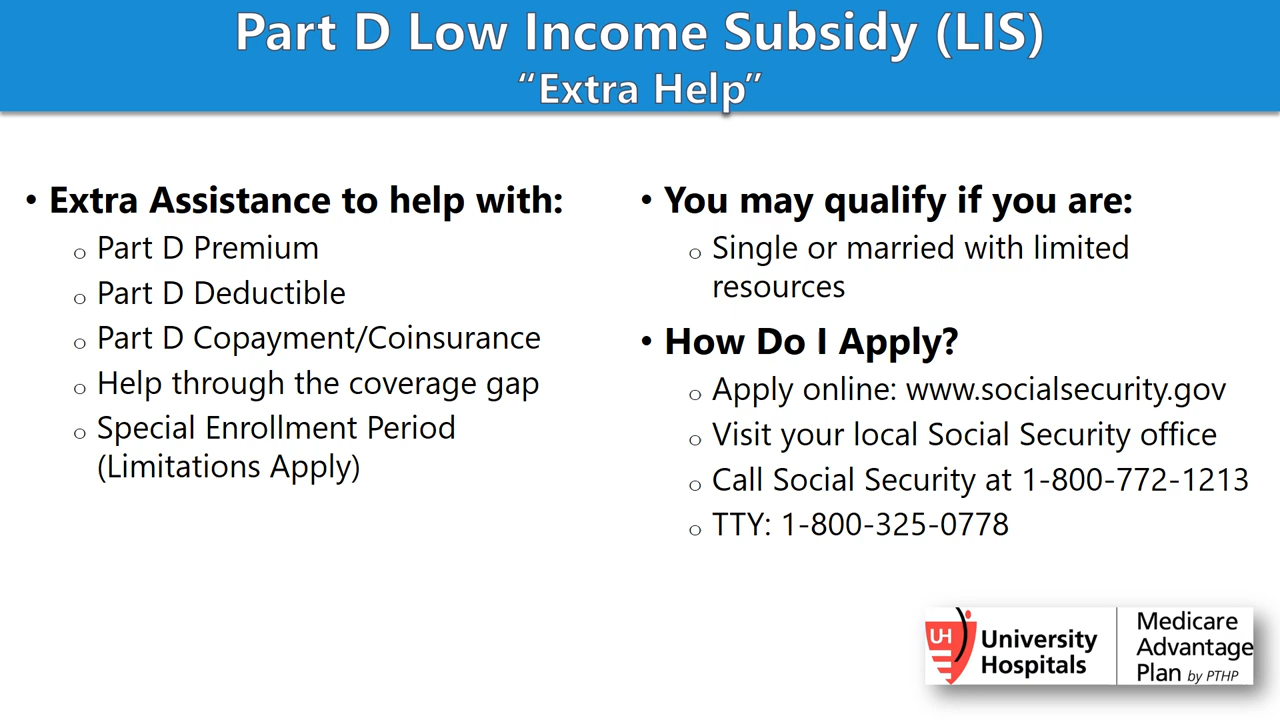 Part D Low Income Subsidy (LIS)
“Extra Help”
• Extra Assistance to help with:
o Part D Premium
o Part D Deductible
o Part D Copayment/Coinsurance
o Help through the coverage gap
o Special Enrollment Period
(Limitations Apply)
• You may qualify if you are:
o Single or married with limited
resources
• How Do I Apply?
o Apply online: www.socialsecurity.gov
o Visit your local Social Security office
o Call Social Security at 1-800-772-1213
o TTY: 1-800-325-0778
UH
University
Hospitals
Medicare
Advantage
Plan by PTHP